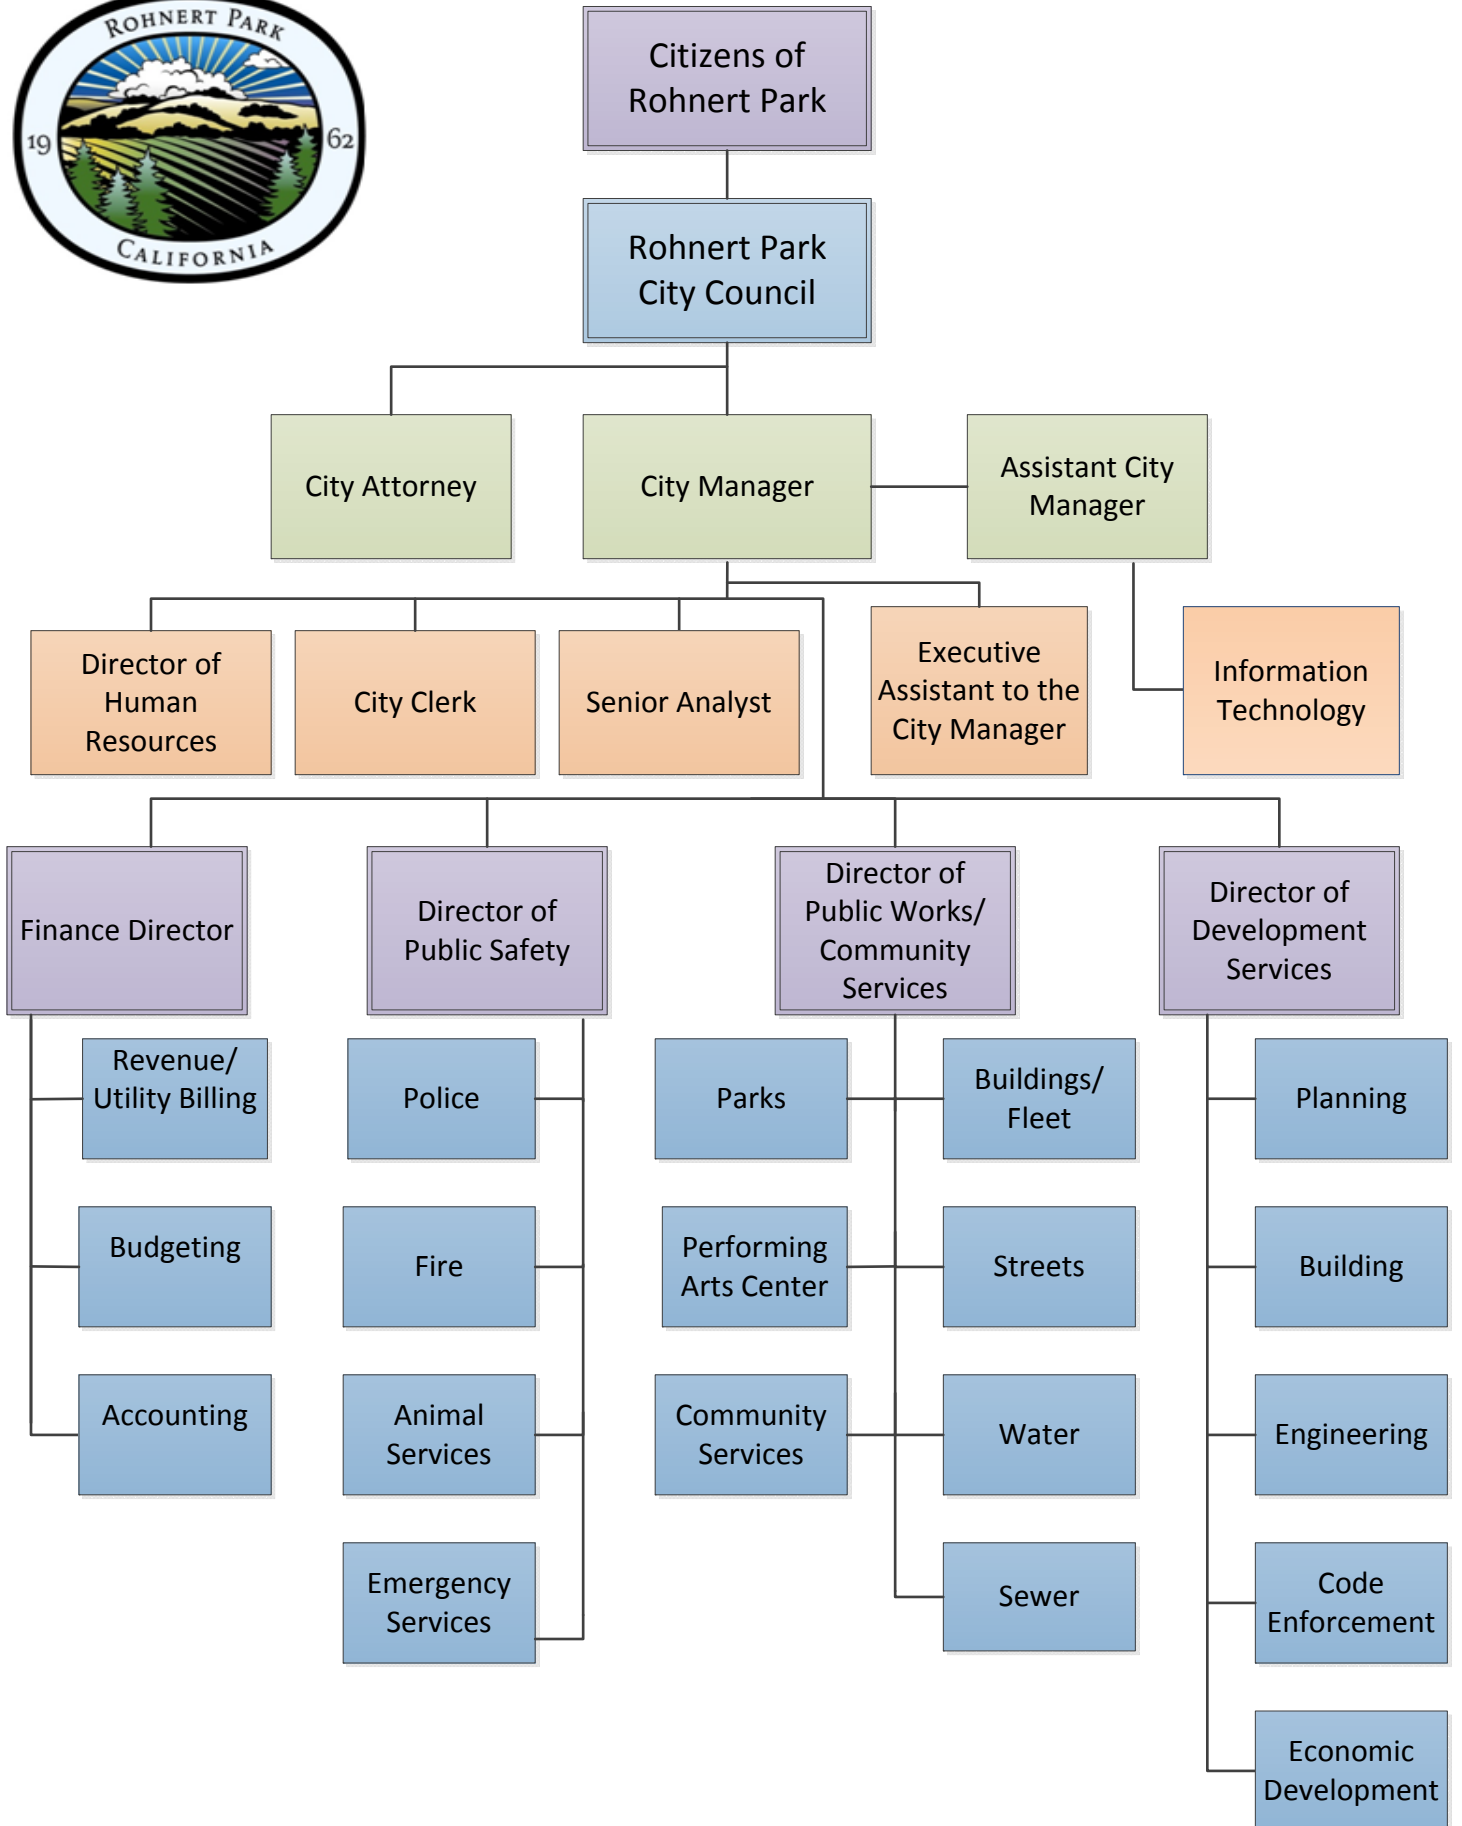 ROHNERT PARK
19
62
CALIFORNIA
Citizens of
Rohnert Park
Rohnert Park
City Council
City Attorney
City Manager
Assistant City
Manager
Director of
Human
Resources
City Clerk
Senior Analyst
Executive
Assistant to the
City Manager
Information
Technology
Finance Director
Director of
Public Safety
Director of
Public Works/
Community
Services
Director of
Development
Services
Revenue/
Utility Billing
Police
Parks
Buildings/
Fleet
Planning
Budgeting
Fire
Performing
Arts Center
Streets
Building
Accounting
Animal
Services
Community
Services
Water
Engineering
Emergency
Services
Sewer
Code
Enforcement
Economic
Development